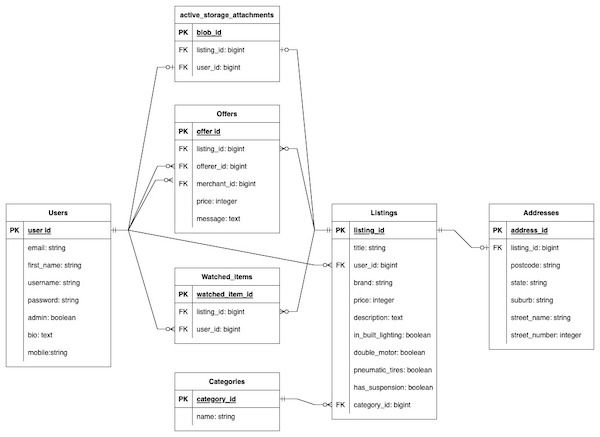 active_storage_attachments
PK blob_id
FK listing_id: bigint
FK user_id: bigint
Offers
PK offer_id
FK listing_id: bigint
FK offerer_id: bigint
FK merchant_id: bigint
price: integer
message: text
Users
PK user_id
email: string
first_name: string
username: string
password: string
admin: boolean
bio: text
mobile:string
Listings
PK listing_id
title: string
FK user_id: bigint
brand: string
price: integer
description: text
in_built_lighting: boolean
double_motor: boolean
pneumatic_tires: boolean
has_suspension: boolean
FK category_id: bigint
Addresses
PK address_id
FK listing_id: bigint
postcode: string
state: string
suburb: string
street_name: string
street_number: integer
Watched_items
PK watched_item_id
FK listing_id: bigint
FK user_id: bigint
Categories
PK category_id
name: string